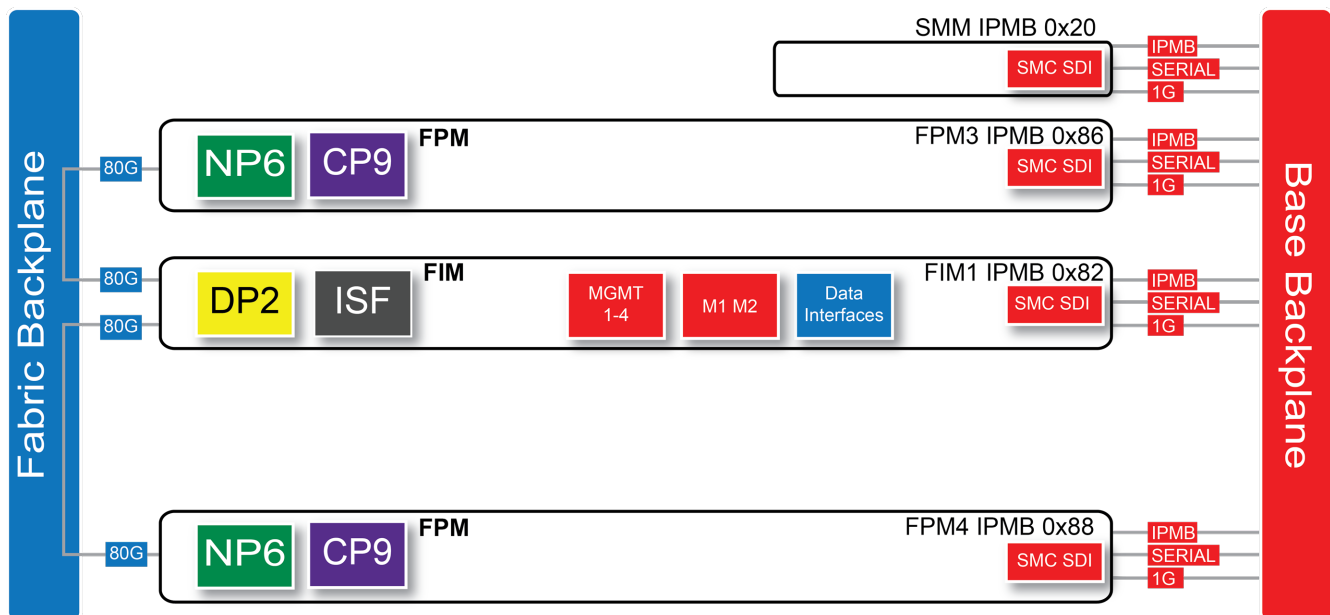 Fabric Backplane
Base Backplane
SMM IPMB 0x20
SMC SDI
IPMB
SERIAL
1G
80G
NP6
CP9
FPM
FPM3 IPMB 0x86
SMC SDI
IPMB
SERIAL
1G
80G
80G
DP2
ISF
FIM
MGMT
1-4
M1 M2
Data
Interfaces
FIM1 IPMB 0x82
SMC SDI
IPMB
SERIAL
1G
80G
NP6
CP9
FPM
FPM4 IPMB 0x88
SMC SDI
IPMB
SERIAL
1G